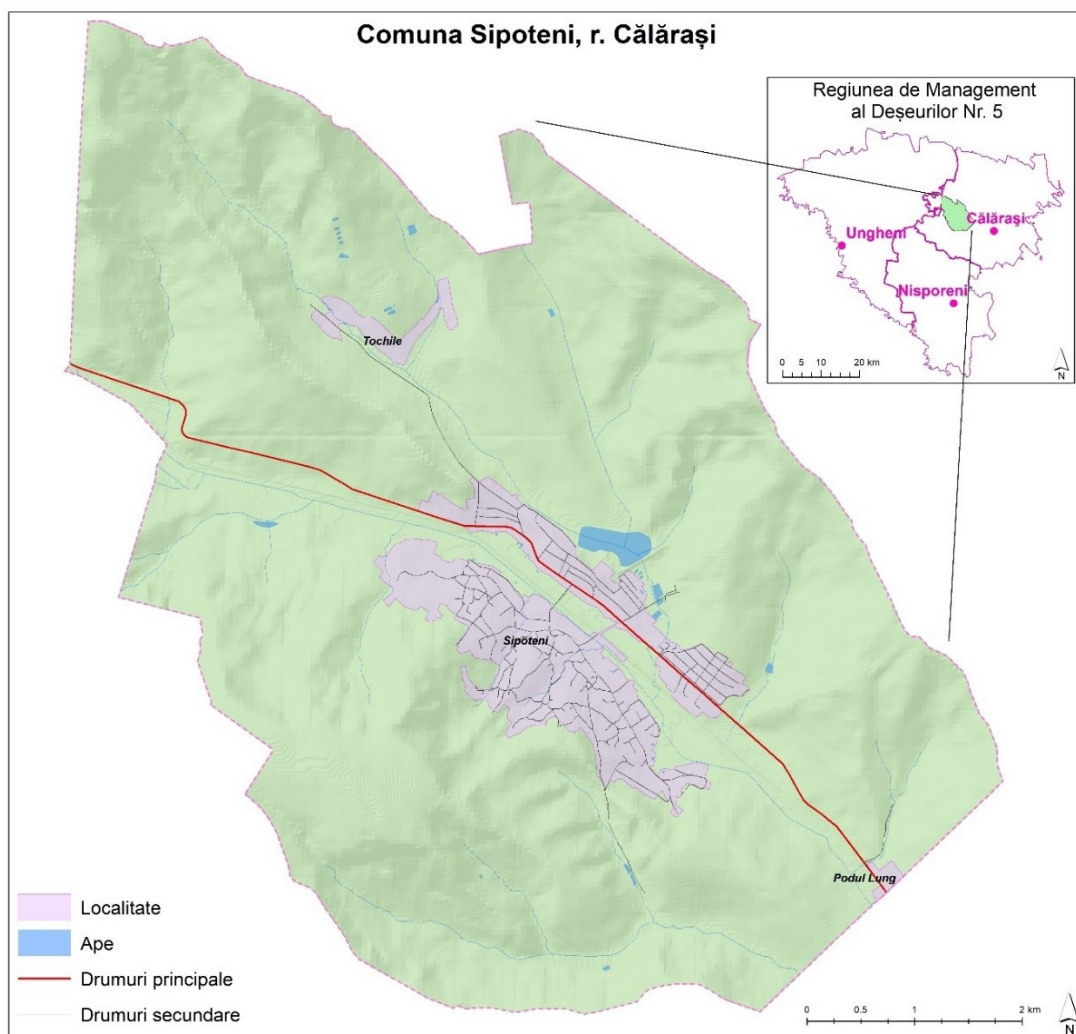 Comuna Sipoteni, r. Călărași
Regiunea de Management
al Deșeurilor Nr. 5
Călărași
Ungheni
Nisporeni
0 5 10 20 km
N
Tochile
Sipoteni
Podul Lung
Localitate
Ape
Drumuri principale
Drumuri secundare
0 0.5 1 2 km
N